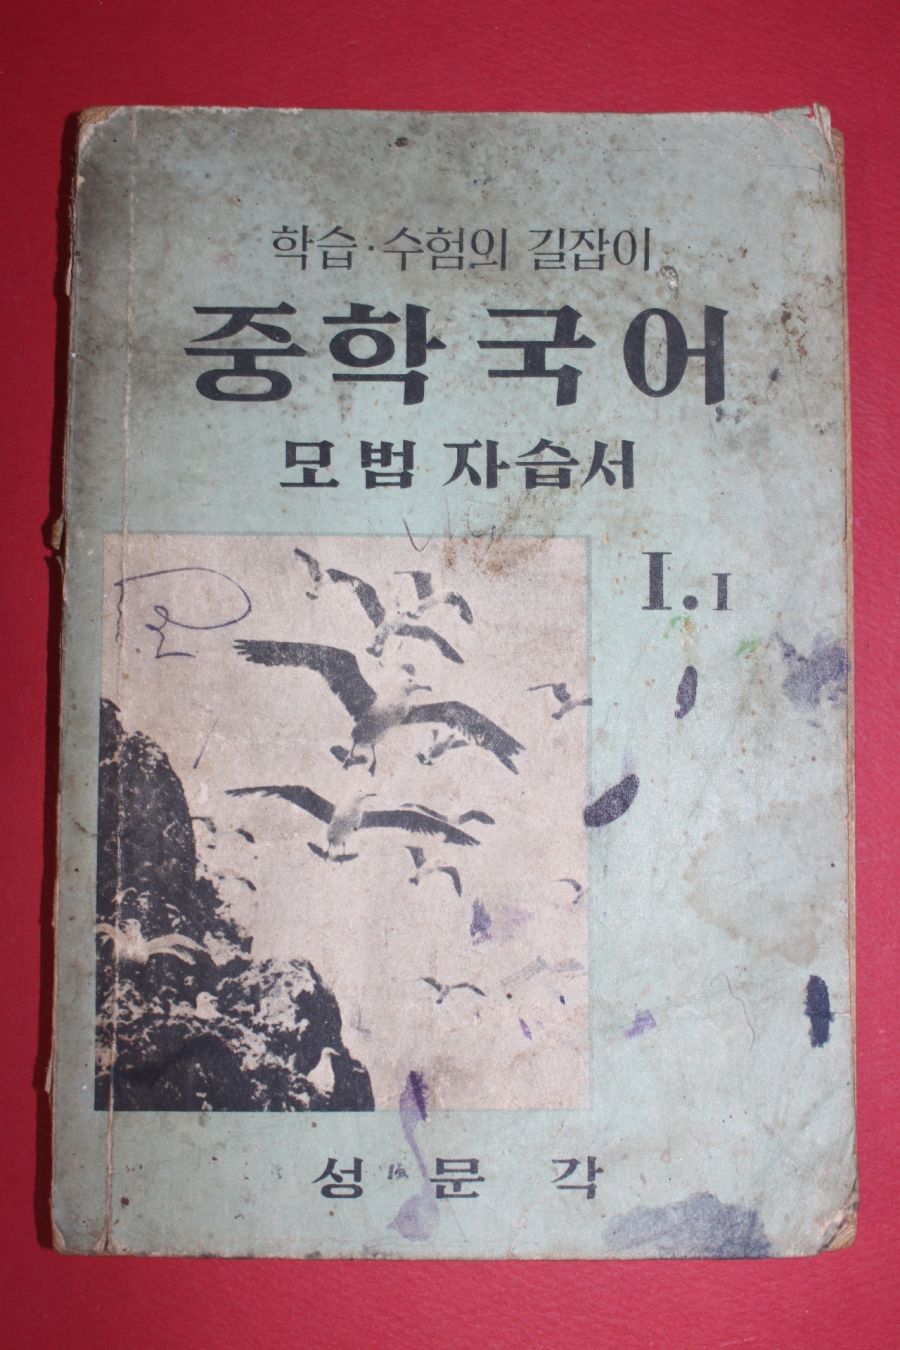 학습·수험의 길잡이
중학국어
모범 자습서
I.I
성문각